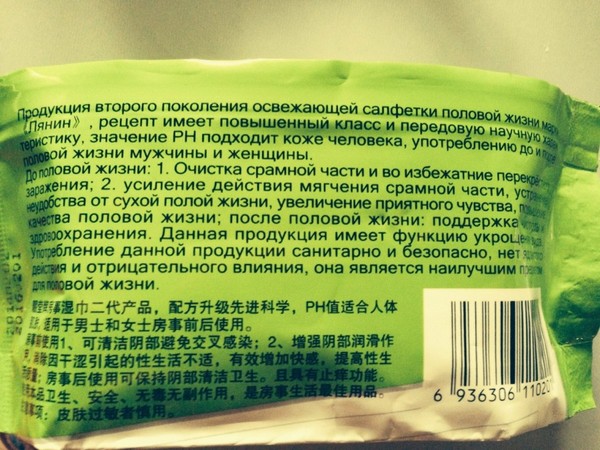 Продукция второго поколения освежающей салфетки половой жизни
《Лянин》, рецепт имеет повышенный класс и передовую научную
теристику, значение PH подходит коже человека, употреблению до и
половой жизни мужчины и женщины.
До половой жизни: 1. Очистка срамной части и во избежатние
заражения; 2. усиление действия мягчения срамной части,
неудобства от сухой полой жизни, увеличение приятного чувства,
качества половой жизни; после половой жизни: поддержка
здровоохранения. Данная продукция имеет функцию
Употребление данной продукции санитарно и безопасно, нет
действия и отрицательного влияния, она является наилучшим
для половой жизни.
湿巾二代产品，配方升级先进科学，PH值适合人体
适用于男士和女士房事前后使用。
使用1、可清洁阴部避免交叉感染；2、增强阴部润滑作
因干涩引起的性生活不适，有效增加快感，提高性生
；房事后使用可保持阴部清洁卫生。且具有止痒功能。
品卫生、安全、无毒无副作用，是房事生活最佳用品。
事项：皮肤过敏者慎用。
6 936306 11020